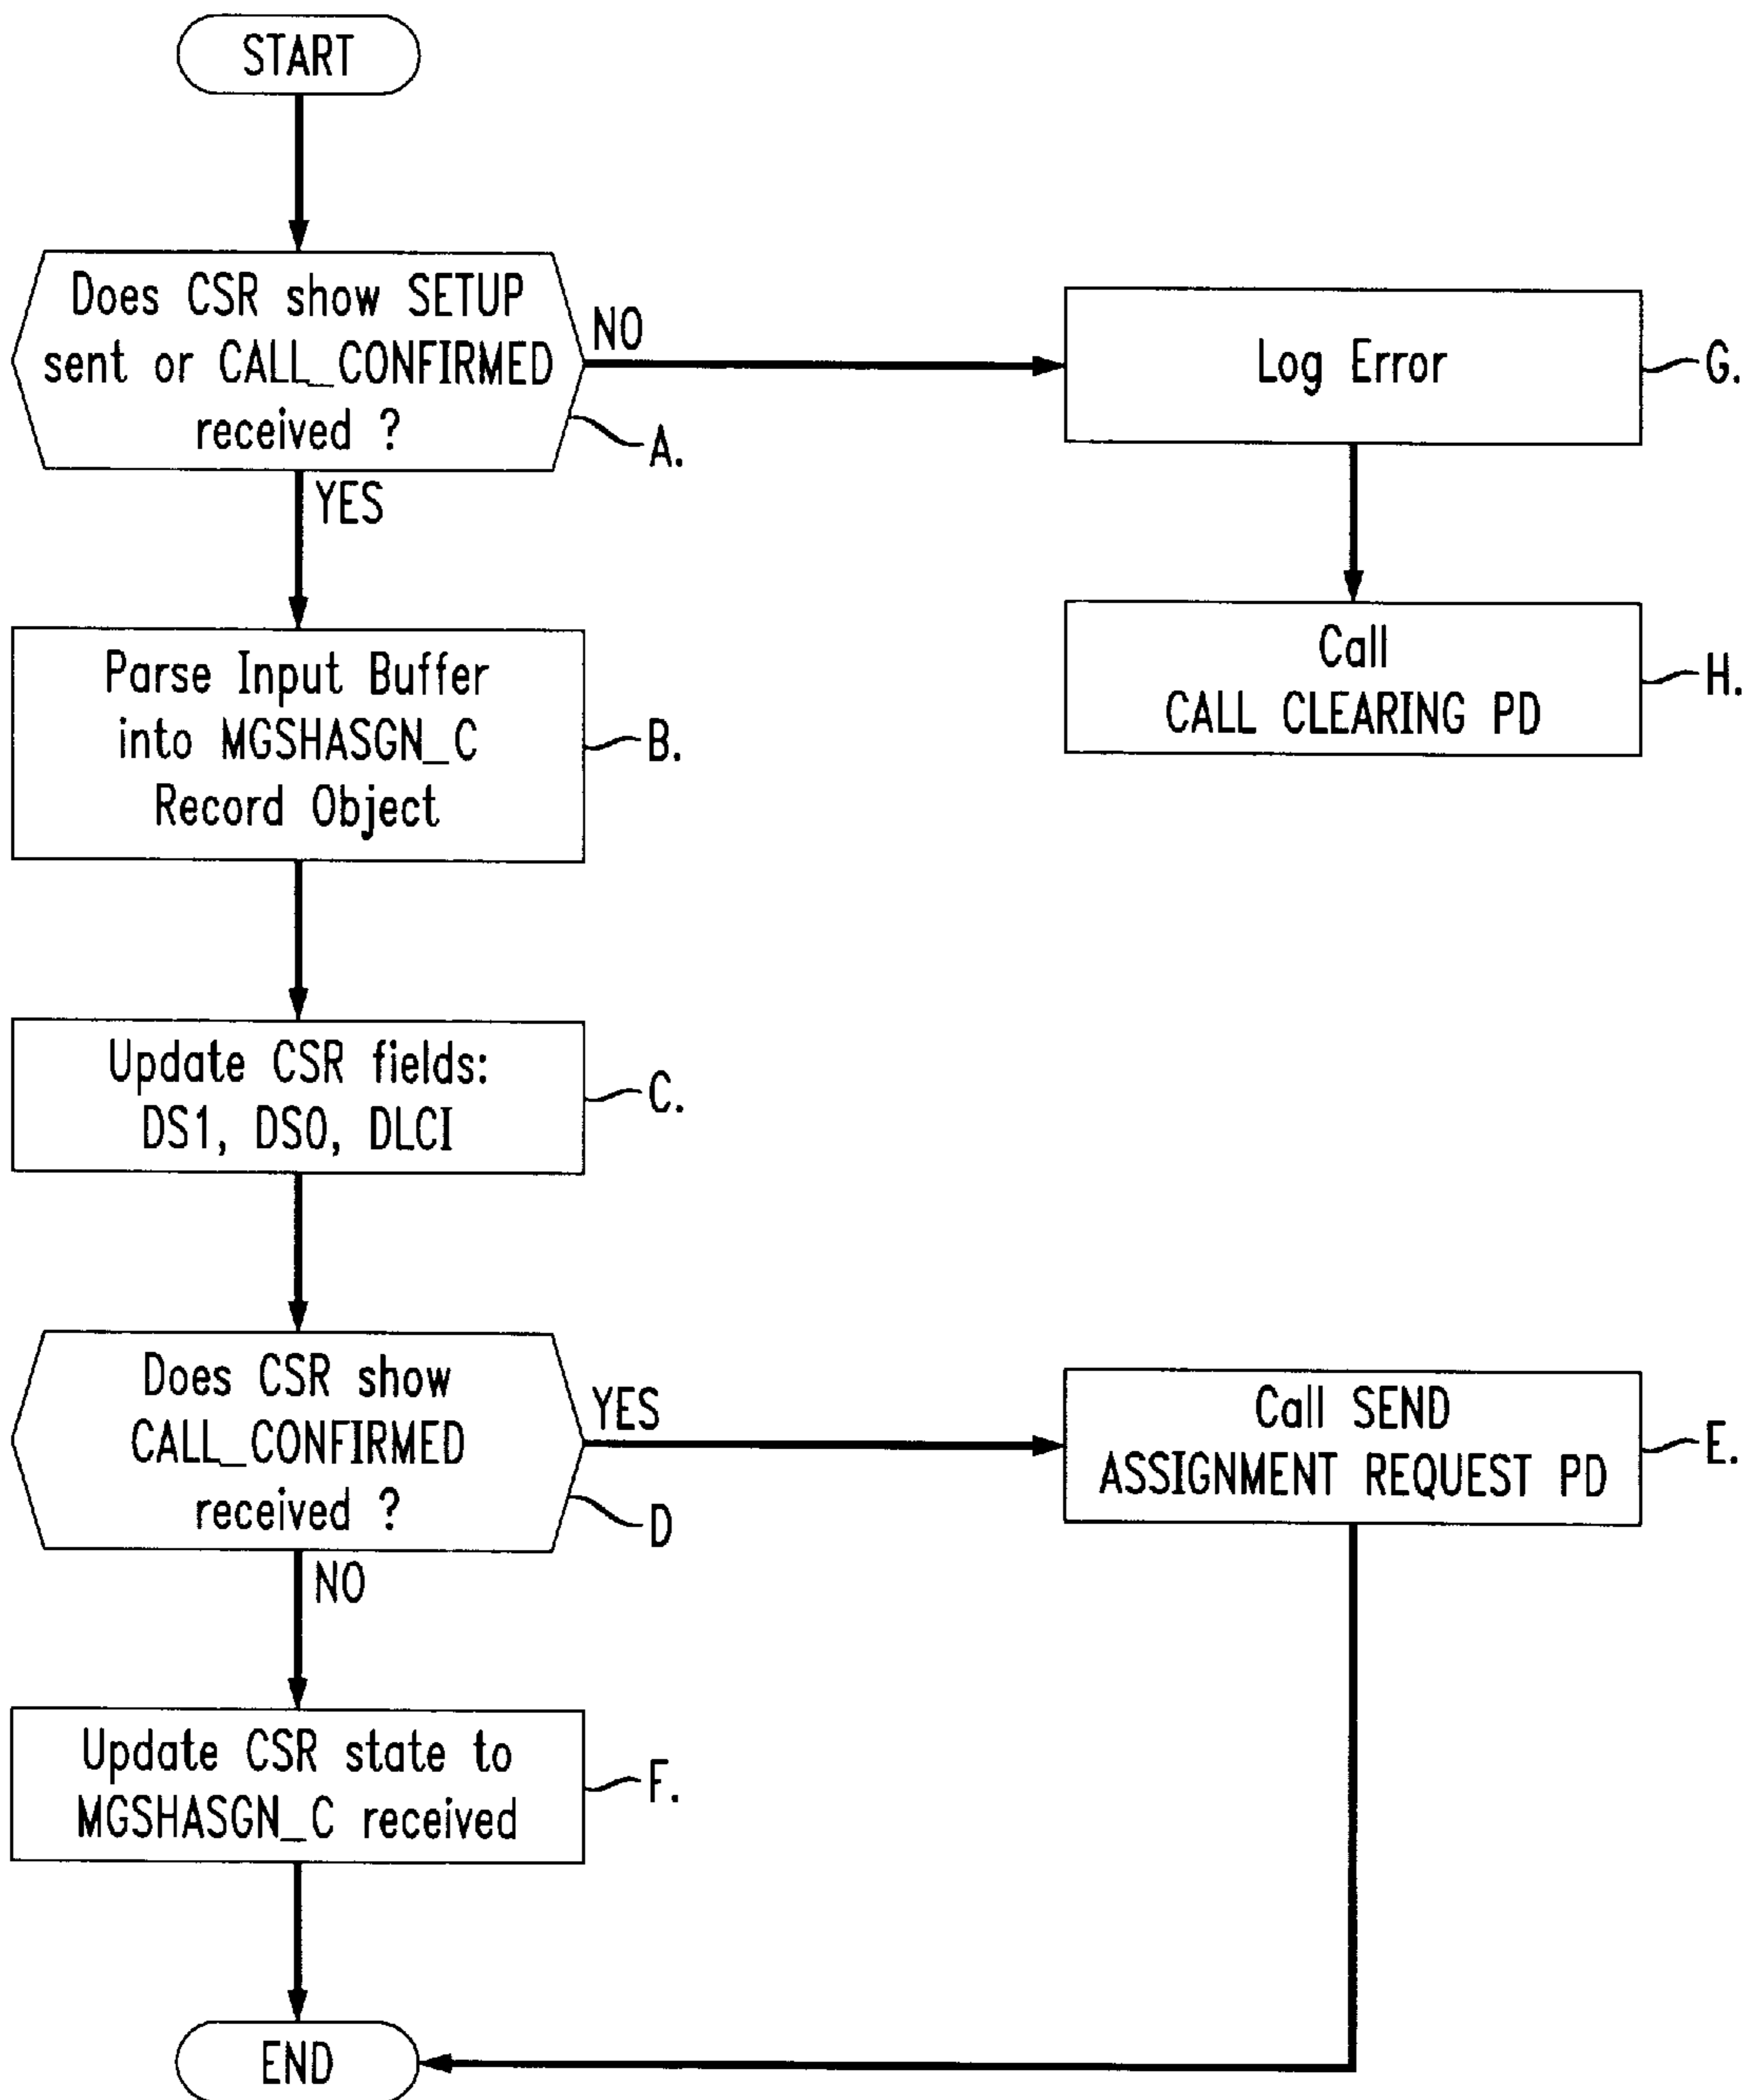 START
Does CSR show SETUP
sent or CALL_CONFIRMED
received ?
A.
NO
YES
Log Error
G.
Call
CALL CLEARING PD
H.
Parse Input Buffer
into MGSHASGN_C
Record Object
B.
Update CSR fields:
DS1, DS0, DLCI
C.
Does CSR show
CALL_CONFIRMED
received ?
D
YES
NO
Call SEND
ASSIGNMENT REQUEST PD
E.
Update CSR state to
MGSHASGN_C received
F.
END